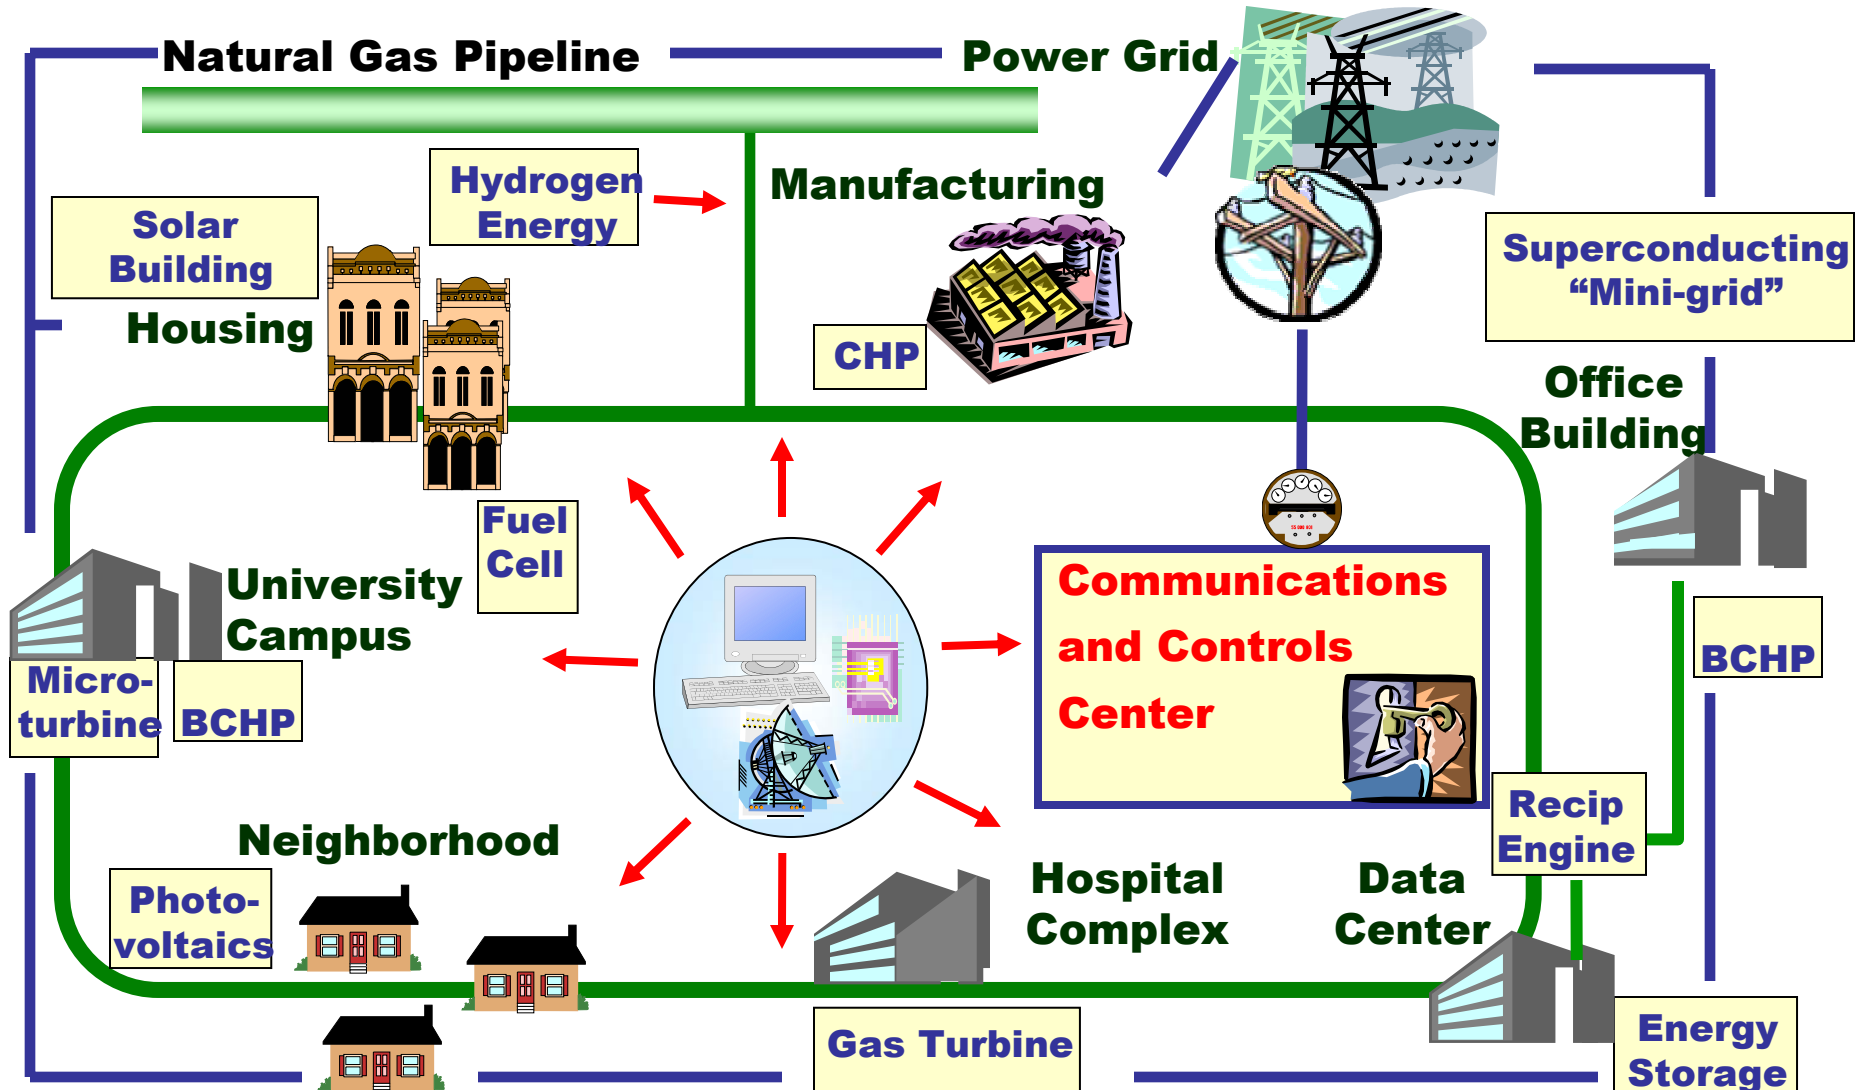 Natural Gas Pipeline
Power Grid
Hydrogen
Energy
Manufacturing
Solar
Building
Housing
CHP
Superconducting
“Mini-grid”
Office
Building
Fuel
Cell
University
Campus
Micro-
turbine
BCHP
Communications
and Controls
Center
BCHP
Recip
Engine
Neighborhood
Photo-
voltaics
Hospital
Complex
Data
Center
Gas Turbine
Energy
Storage